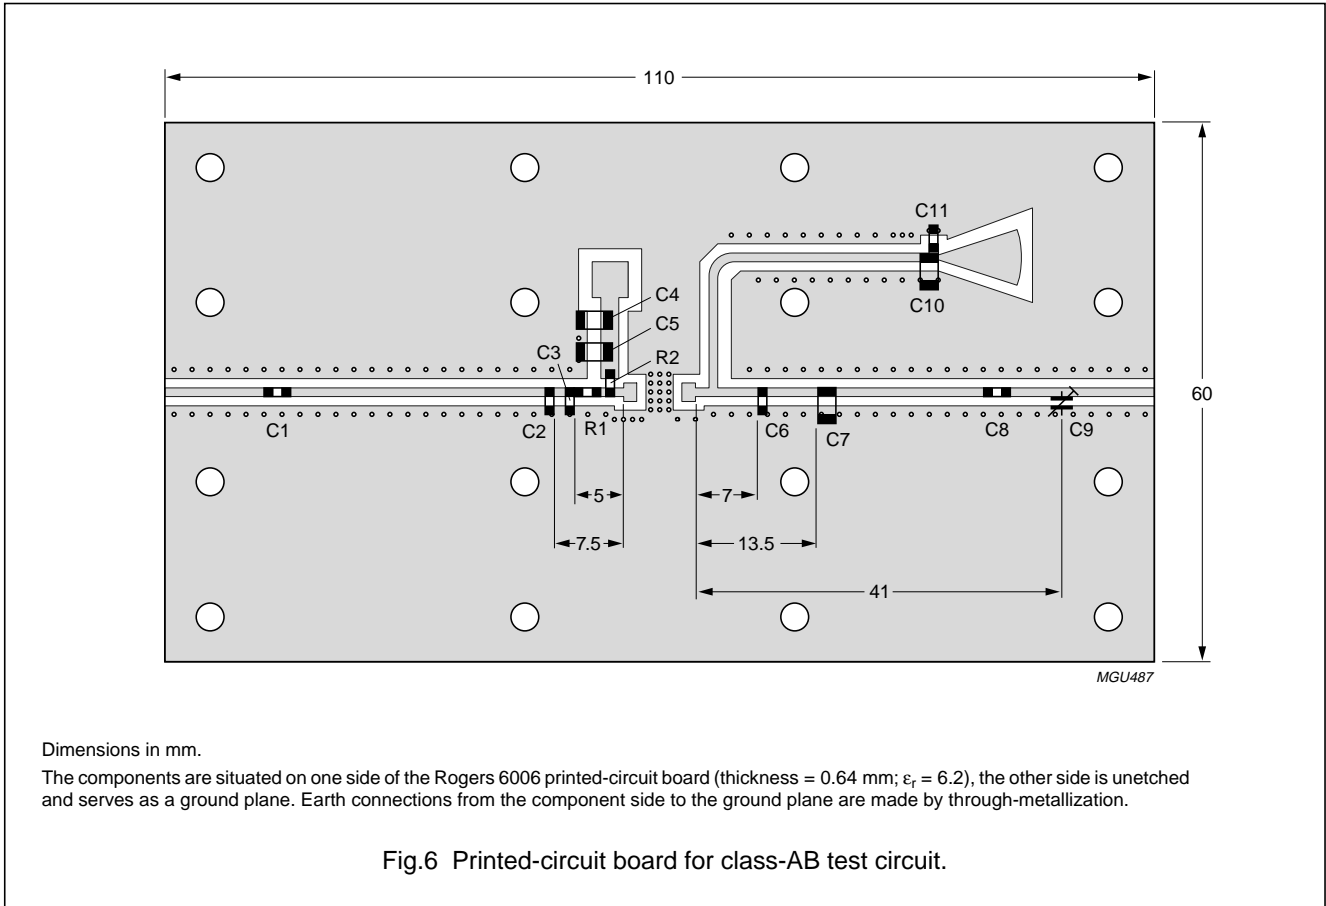 110
C11
C10
C4
C5
C3
R2
60
C1
C2
R1
C6
C7
C8
C9
5
7
7.5
13.5
41
MGU487
Dimensions in mm.
The components are situated on one side of the Rogers 6006 printed-circuit board (thickness = 0.64 mm; εr = 6.2), the other side is unetched
and serves as a ground plane. Earth connections from the component side to the ground plane are made by through-metallization.
Fig.6 Printed-circuit board for class-AB test circuit.